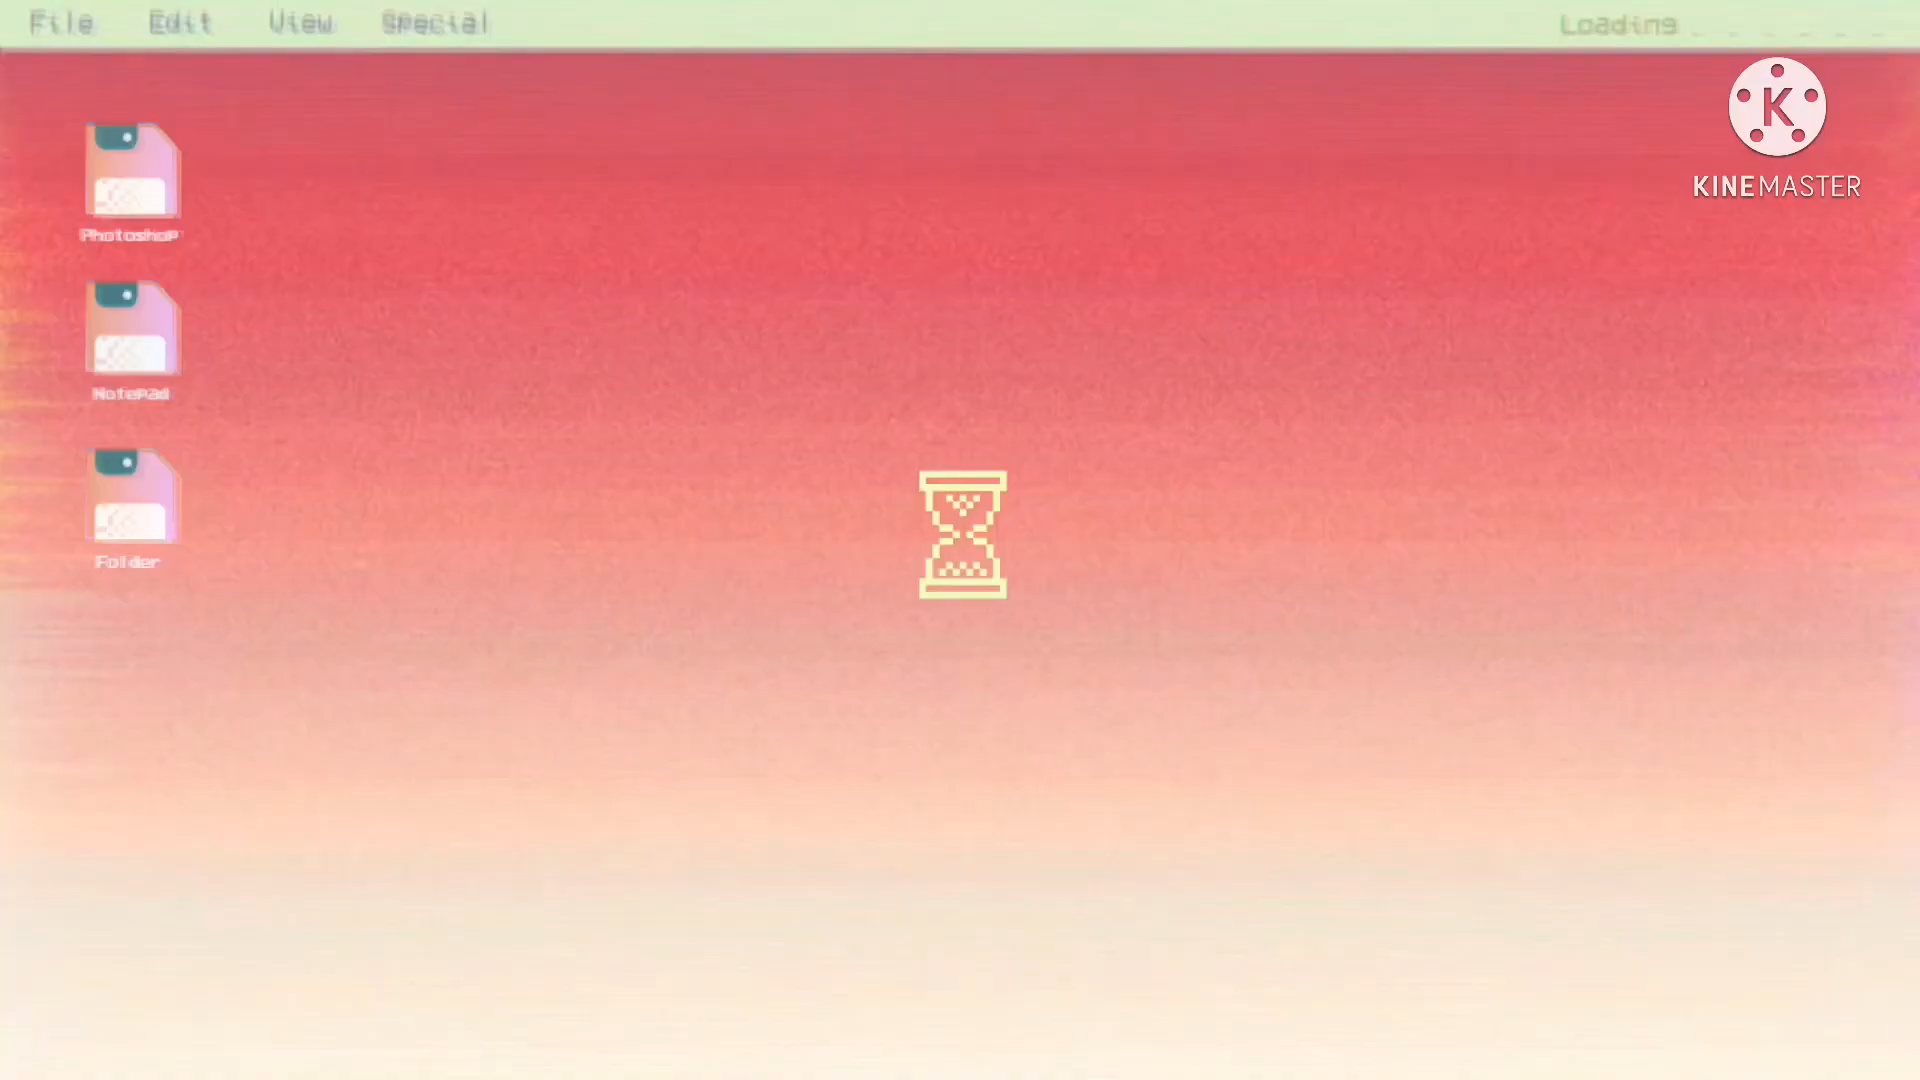 File Edit View Special Loading
K
KINEMASTER
Photoshop
Notepad
Folder